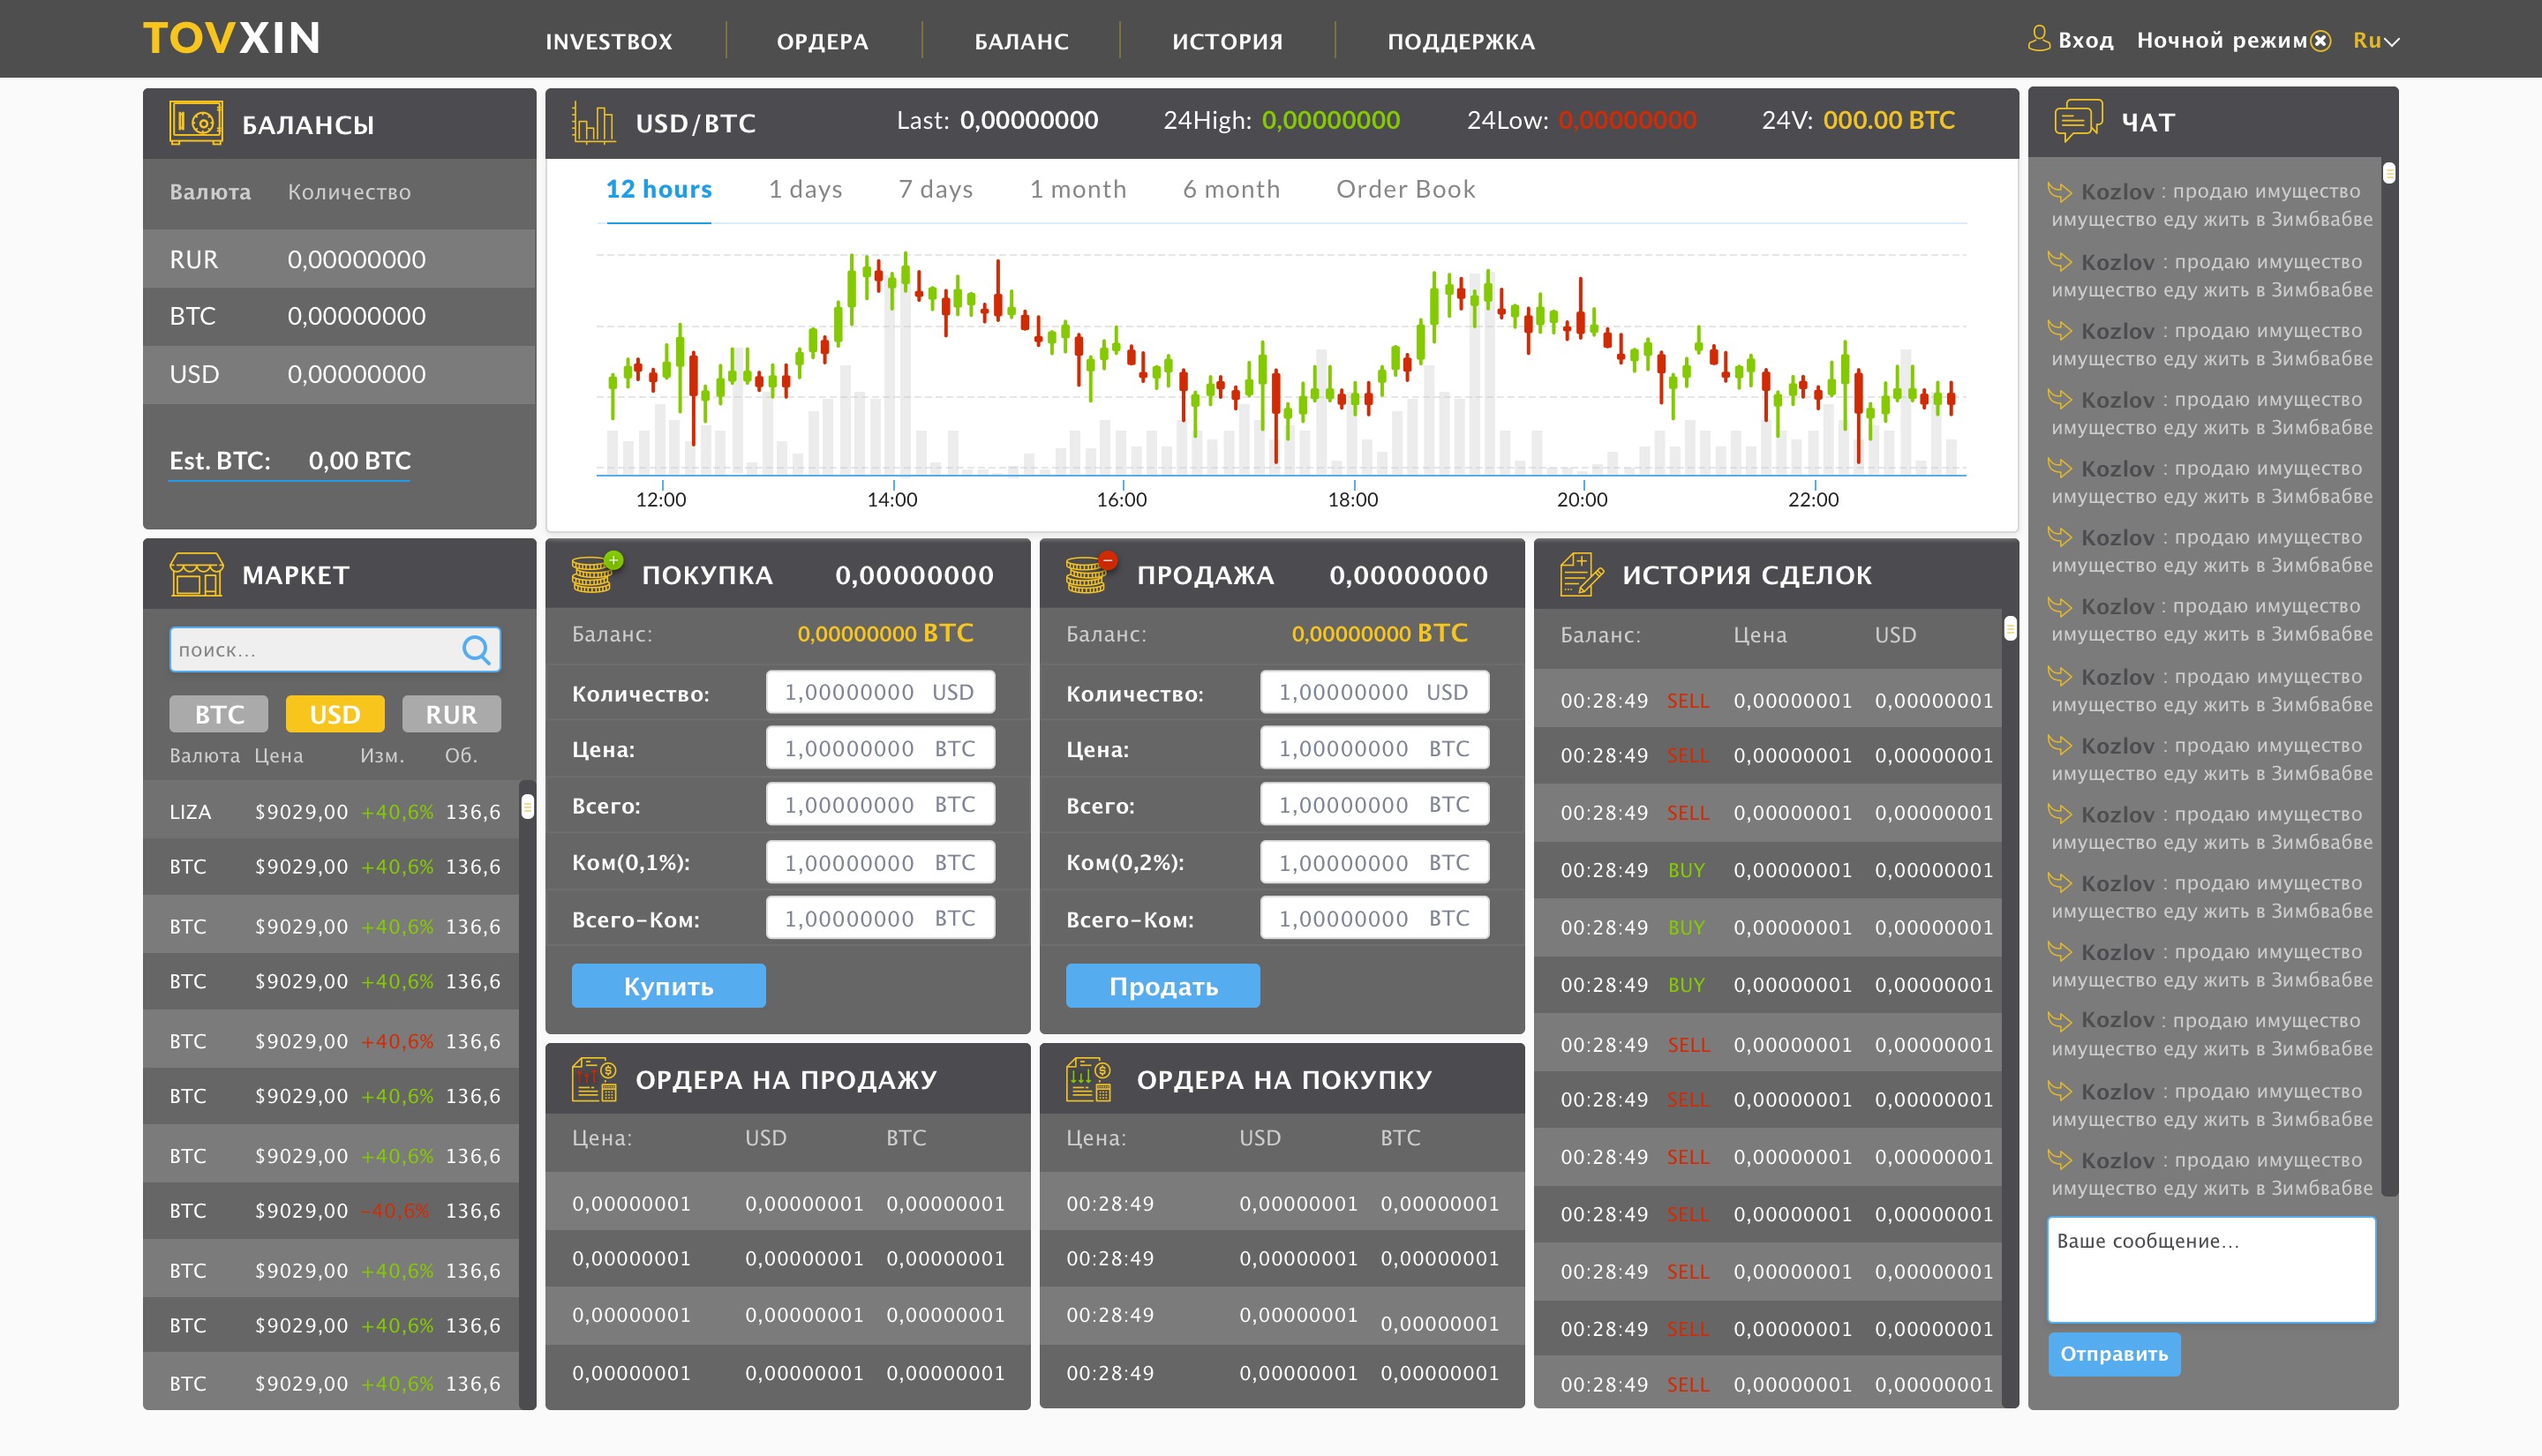 TOVXIN
INVESTBOX ОРДЕРА БАЛАНС ИСТОРИЯ ПОДДЕРЖКА
Вход Ночной режим Ru
БАЛАНСЫ
Валюта Количество
RUR 0,00000000
BTC 0,00000000
USD 0,00000000
Est. BTC: 0,00 BTC
USD/BTC Last: 0,00000000 24High: 0,00000000 24Low: 0,00000000 24V: 000.00 BTC
12 hours 1 days 7 days 1 month 6 month Order Book
12:00 14:00 16:00 18:00 20:00 22:00
МАРКЕТ
поиск...
BTC USD RUR
Валюта Цена Изм. Об.
LIZA $9029,00 +40,6% 136,6
BTC $9029,00 +40,6% 136,6
BTC $9029,00 +40,6% 136,6
BTC $9029,00 +40,6% 136,6
BTC $9029,00 +40,6% 136,6
BTC $9029,00 +40,6% 136,6
BTC $9029,00 +40,6% 136,6
BTC $9029,00 -40,6% 136,6
BTC $9029,00 +40,6% 136,6
BTC $9029,00 +40,6% 136,6
BTC $9029,00 +40,6% 136,6
ПОКУПКА 0,00000000
Баланс: 0,00000000 BTC
Количество: 1,00000000 USD
Цена: 1,00000000 BTC
Всего: 1,00000000 BTC
Ком(0,1%): 1,00000000 BTC
Всего-Ком: 1,00000000 BTC
Купить
ПРОДАЖА 0,00000000
Баланс: 0,00000000 BTC
Количество: 1,00000000 USD
Цена: 1,00000000 BTC
Всего: 1,00000000 BTC
Ком(0,2%): 1,00000000 BTC
Всего-Ком: 1,00000000 BTC
Продать
ОРДЕРА НА ПРОДАЖУ
Цена: USD BTC
0,00000001 0,00000001 0,00000001
0,00000001 0,00000001 0,00000001
0,00000001 0,00000001 0,00000001
0,00000001 0,00000001 0,00000001
ОРДЕРА НА ПОКУПКУ
Цена: USD BTC
00:28:49 0,00000001 0,00000001
00:28:49 0,00000001 0,00000001
00:28:49 0,00000001 0,00000001
00:28:49 0,00000001 0,00000001
ИСТОРИЯ СДЕЛОК
Баланс: Цена USD
00:28:49 SELL 0,00000001 0,00000001
00:28:49 SELL 0,00000001 0,00000001
00:28:49 SELL 0,00000001 0,00000001
00:28:49 BUY 0,00000001 0,00000001
00:28:49 BUY 0,00000001 0,00000001
00:28:49 BUY 0,00000001 0,00000001
00:28:49 SELL 0,00000001 0,00000001
00:28:49 SELL 0,00000001 0,00000001
00:28:49 SELL 0,00000001 0,00000001
00:28:49 SELL 0,00000001 0,00000001
00:28:49 SELL 0,00000001 0,00000001
00:28:49 SELL 0,00000001 0,00000001
00:28:49 SELL 0,00000001 0,00000001
ЧАТ
Kozlov : продаю имущество
имущество еду жить в Зимбвабве
Kozlov : продаю имущество
имущество еду жить в Зимбвабве
Kozlov : продаю имущество
имущество еду жить в Зимбвабве
Kozlov : продаю имущество
имущество еду жить в Зимбвабве
Kozlov : продаю имущество
имущество еду жить в Зимбвабве
Kozlov : продаю имущество
имущество еду жить в Зимбвабве
Kozlov : продаю имущество
имущество еду жить в Зимбвабве
Kozlov : продаю имущество
имущество еду жить в Зимбвабве
Kozlov : продаю имущество
имущество еду жить в Зимбвабве
Kozlov : продаю имущество
имущество еду жить в Зимбвабве
Kozlov : продаю имущество
имущество еду жить в Зимбвабве
Kozlov : продаю имущество
имущество еду жить в Зимбвабве
Kozlov : продаю имущество
имущество еду жить в Зимбвабве
Kozlov : продаю имущество
имущество еду жить в Зимбвабве
Kozlov : продаю имущество
имущество еду жить в Зимбвабве
Ваше сообщение...
Отправить